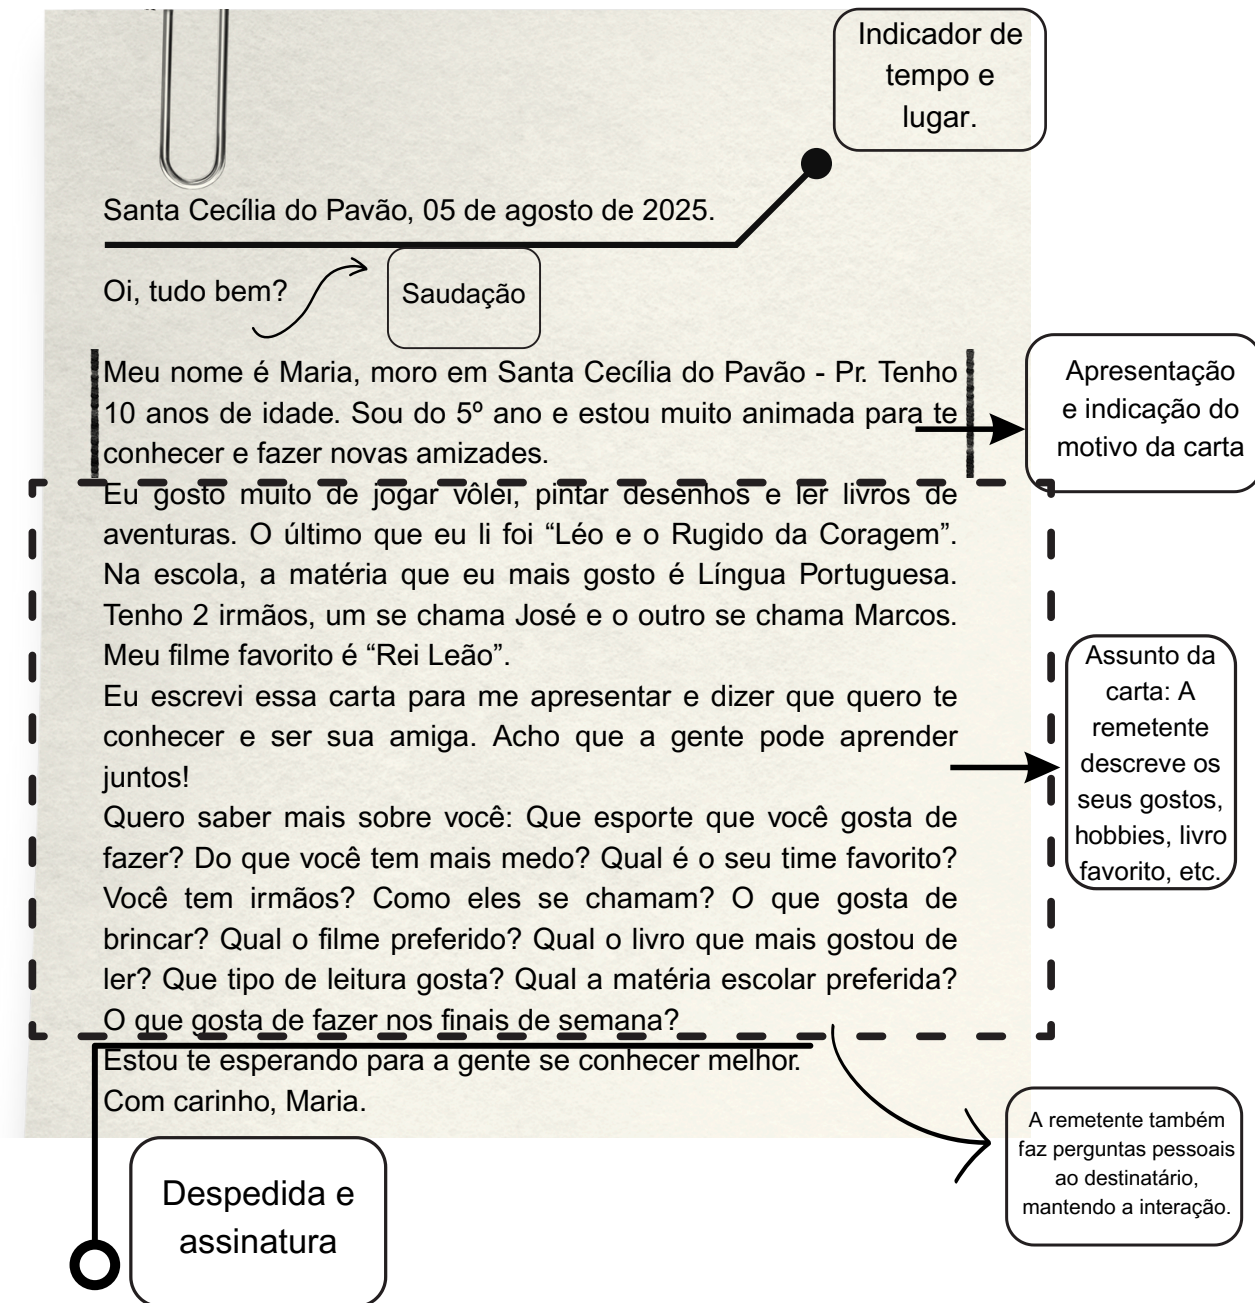 Indicador de
tempo e
lugar.
Santa Cecília do Pavão, 05 de agosto de 2025.
Oi, tudo bem?
Saudação
Meu nome é Maria, moro em Santa Cecília do Pavão - Pr. Tenho
10 anos de idade. Sou do 5º ano e estou muito animada para te
conhecer e fazer novas amizades.
Apresentação
e indicação do
motivo da carta
Eu gosto muito de jogar vôlei, pintar desenhos e ler livros de
aventuras. O último que eu li foi “Léo e o Rugido da Coragem”.
Na escola, a matéria que eu mais gosto é Língua Portuguesa.
Tenho 2 irmãos, um se chama José e o outro se chama Marcos.
Meu filme favorito é “Rei Leão”.
Eu escrevi essa carta para me apresentar e dizer que quero te
conhecer e ser sua amiga. Acho que a gente pode aprender
juntos!
Quero saber mais sobre você: Que esporte que você gosta de
fazer? Do que você tem mais medo? Qual é o seu time favorito?
Você tem irmãos? Como eles se chamam? O que gosta de
brincar? Qual o filme preferido? Qual o livro que mais gostou de
ler? Que tipo de leitura gosta? Qual a matéria escolar preferida?
O que gosta de fazer nos finais de semana?
Assunto da
carta: A
remetente
descreve os
seus gostos,
hobbies, livro
favorito, etc.
Estou te esperando para a gente se conhecer melhor.
Com carinho, Maria.
A remetente também
faz perguntas pessoais
ao destinatário,
mantendo a interação.
Despedida e
assinatura